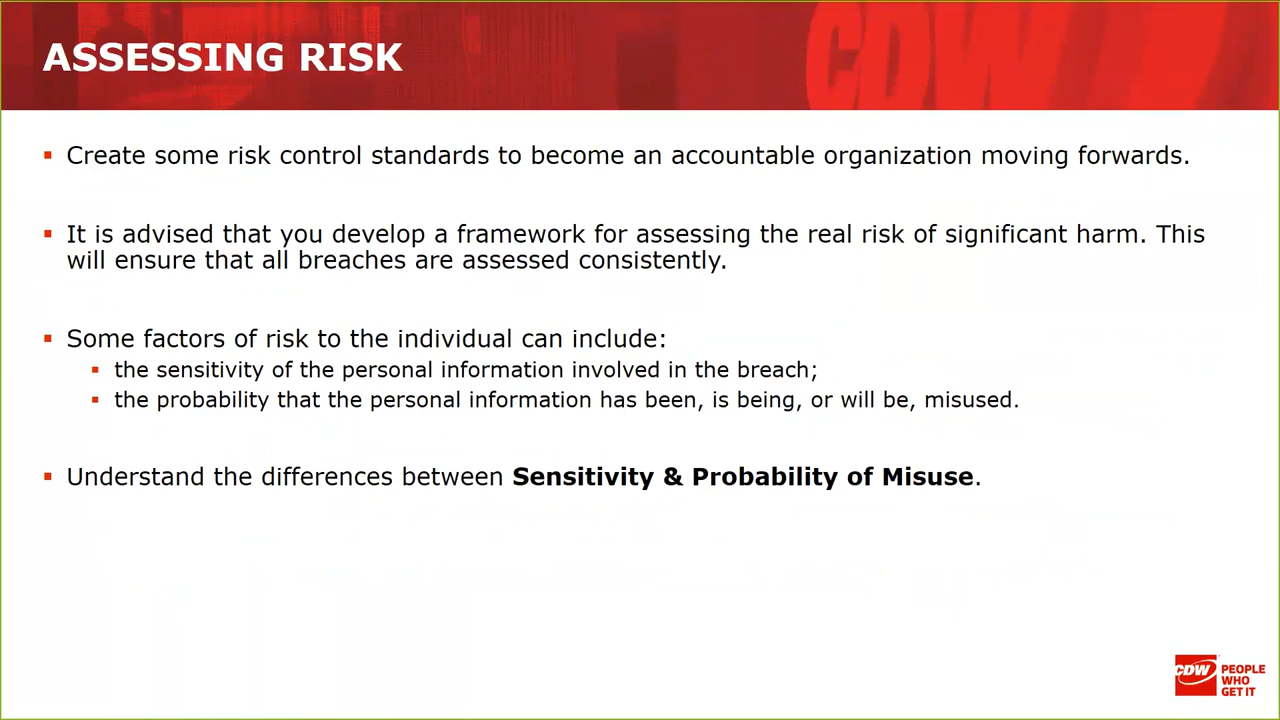 ASSESSING RISK
CDW
Create some risk control standards to become an accountable organization moving forwards.
It is advised that you develop a framework for assessing the real risk of significant harm. This
will ensure that all breaches are assessed consistently.
Some factors of risk to the individual can include:
the sensitivity of the personal information involved in the breach;
the probability that the personal information has been, is being, or will be, misused.
Understand the differences between Sensitivity & Probability of Misuse.
CDW
PEOPLE
WHO
GET IT